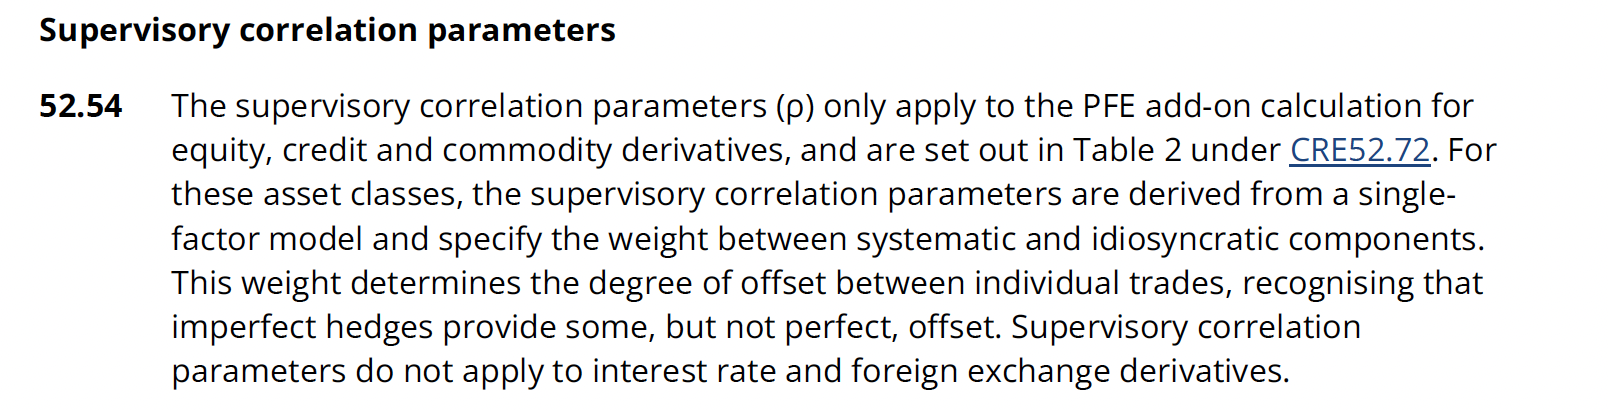 Supervisory correlation parameters
52.54 The supervisory correlation parameters (ρ) only apply to the PFE add-on calculation for
equity, credit and commodity derivatives, and are set out in Table 2 under CRE52.72. For
these asset classes, the supervisory correlation parameters are derived from a single-
factor model and specify the weight between systematic and idiosyncratic components.
This weight determines the degree of offset between individual trades, recognising that
imperfect hedges provide some, but not perfect, offset. Supervisory correlation
parameters do not apply to interest rate and foreign exchange derivatives.